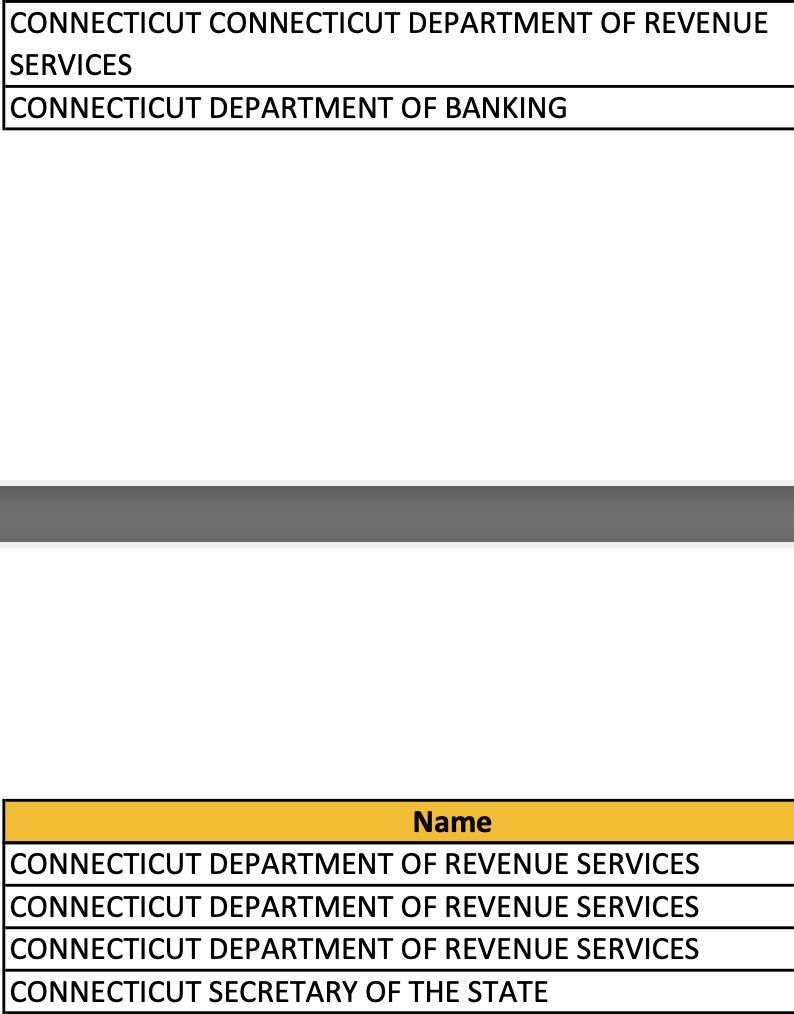 CONNECTICUT CONNECTICUT DEPARTMENT OF REVENUE
SERVICES
CONNECTICUT DEPARTMENT OF BANKING
Name
CONNECTICUT DEPARTMENT OF REVENUE SERVICES
CONNECTICUT DEPARTMENT OF REVENUE SERVICES
CONNECTICUT DEPARTMENT OF REVENUE SERVICES
CONNECTICUT SECRETARY OF THE STATE